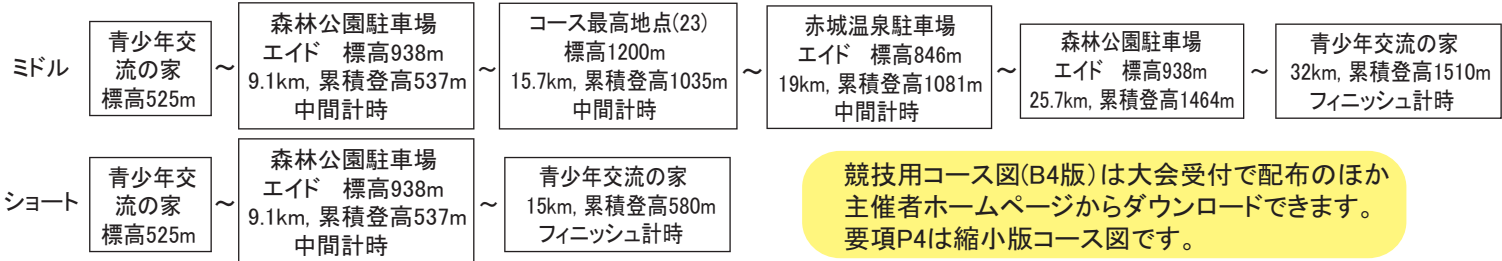 ミドル
青少年交
流の家
標高525m
～
森林公園駐車場
エイド 標高938m
9.1km, 累積登高537m
中間計時
～
コース最高地点(23)
標高1200m
15.7km, 累積登高1035m
中間計時
～
赤城温泉駐車場
エイド 標高846m
19km, 累積登高1081m
中間計時
～
森林公園駐車場
エイド 標高938m
25.7km, 累積登高1464m
～
青少年交流の家
32km, 累積登高1510m
フィニッシュ計時
ショート
青少年交
流の家
標高525m
～
森林公園駐車場
エイド 標高938m
9.1km, 累積登高537m
中間計時
～
青少年交流の家
15km, 累積登高580m
フィニッシュ計時
競技用コース図(B4版)は大会受付で配布のほか
主催者ホームページからダウンロードできます。
要項P4は縮小版コース図です。